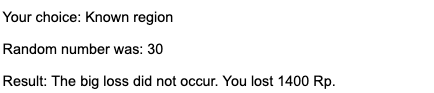 Your choice: Known region
Random number was: 30
Result: The big loss did not occur. You lost 1400 Rp.